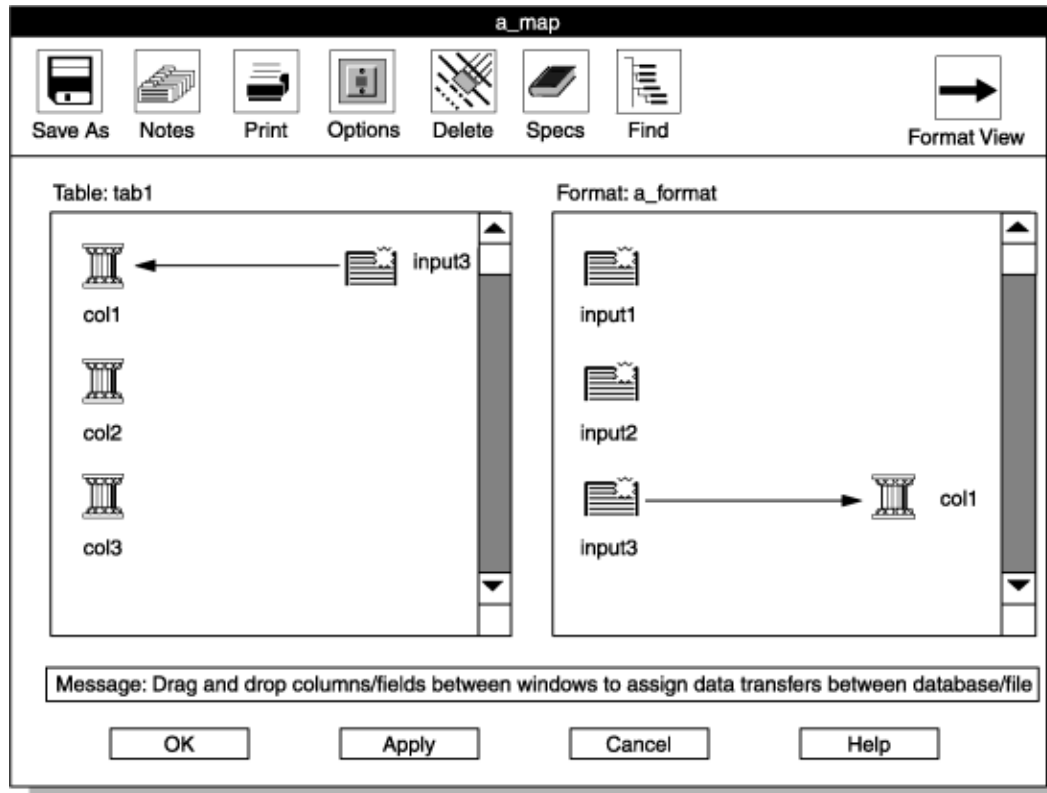 a_map
Save As Notes Print Options Delete Specs Find Format View
Table: tab1 Format: a_format
input3
col1 input1
col2 input2
col1
col3 input3
Message: Drag and drop columns/fields between windows to assign data transfers between database/file
OK Apply Cancel Help